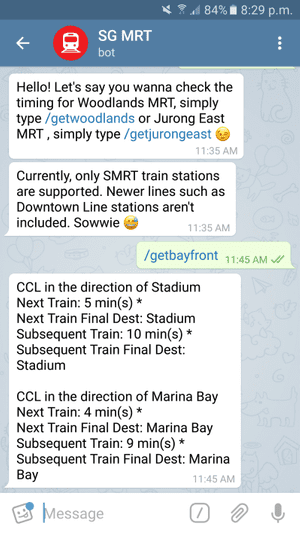 84% 8:29 p.m.
SG MRT
bot
Hello! Let's say you wanna check the
timing for Woodlands MRT, simply
type /getwoodlands or Jurong East
MRT , simply type /getjurongeast 😉
11:35 AM
Currently, only SMRT train stations
are supported. Newer lines such as
Downtown Line stations aren't
included. Sowwie 😅
11:35 AM
/getbayfront 11:45 AM
CCL in the direction of Stadium
Next Train: 5 min(s) *
Next Train Final Dest: Stadium
Subsequent Train: 10 min(s) *
Subsequent Train Final Dest:
Stadium
CCL in the direction of Marina Bay
Next Train: 4 min(s) *
Next Train Final Dest: Marina Bay
Subsequent Train: 9 min(s) *
Subsequent Train Final Dest: Marina
Bay
11:45 AM
Message